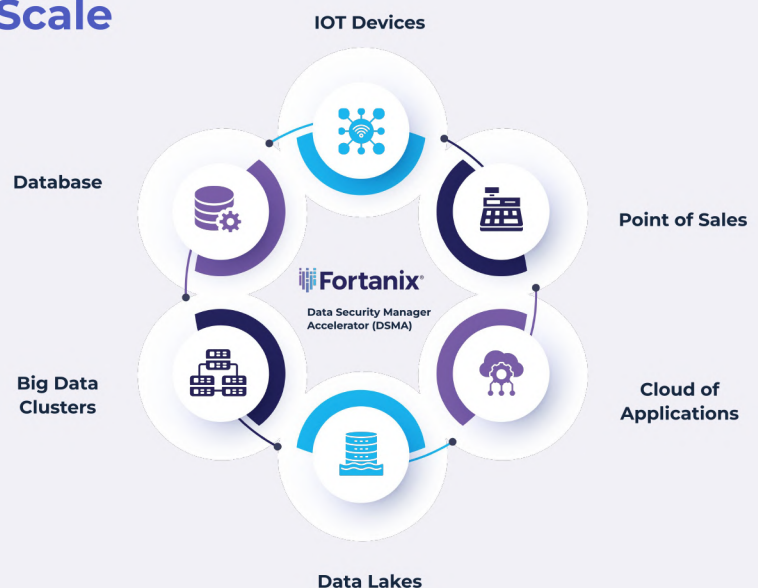 Scale
IOT Devices
Database
Point of Sales
Fortanix®
Data Security Manager
Accelerator (DSMA)
Big Data
Clusters
Cloud of
Applications
Data Lakes